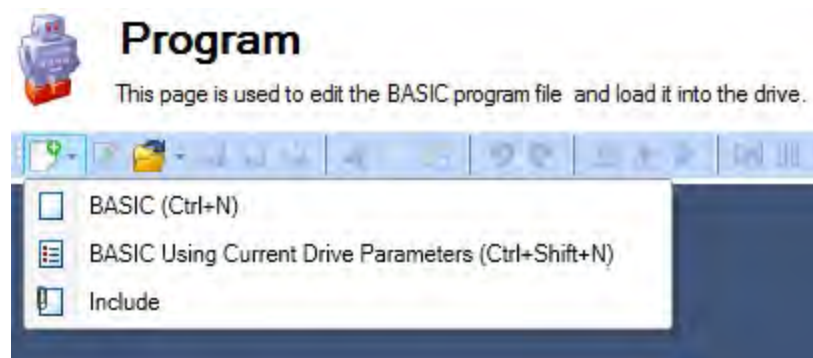 Program
This page is used to edit the BASIC program file and load it into the drive.
BASIC (Ctrl+N)
BASIC Using Current Drive Parameters (Ctrl+Shift+N)
Include